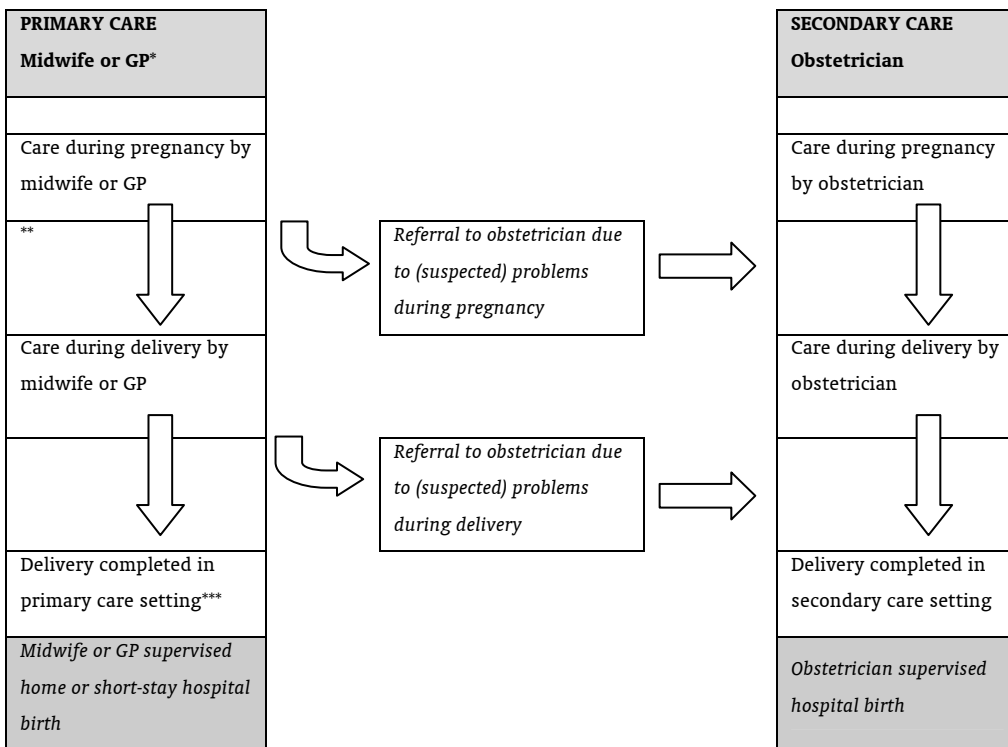 PRIMARY CARE
Midwife or GP*
Care during pregnancy by
midwife or GP
**
Care during delivery by
midwife or GP
Delivery completed in
primary care setting***
Midwife or GP supervised
home or short-stay hospital
birth
Referral to obstetrician due
to (suspected) problems
during pregnancy
Referral to obstetrician due
to (suspected) problems
during delivery
SECONDARY CARE
Obstetrician
Care during pregnancy
by obstetrician
Care during delivery by
obstetrician
Delivery completed in
secondary care setting
Obstetrician supervised
hospital birth